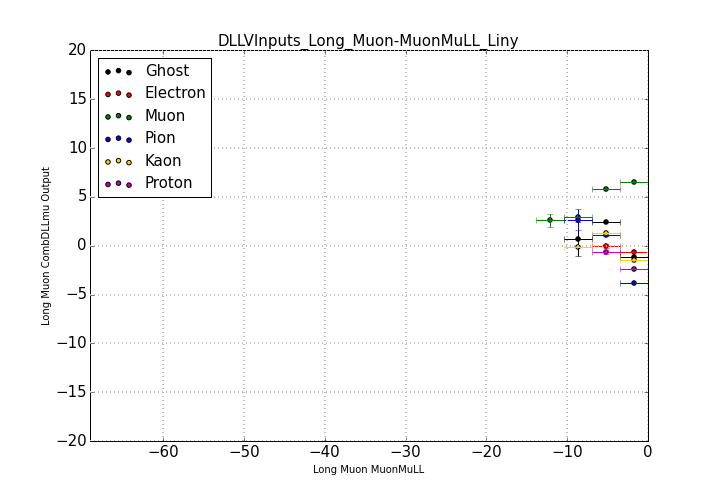 DLLVInputs_Long_Muon-MuonMuLL_Liny
20
15
10
5
0
−5
−10
−15
−20
Long Muon CombDLLmu Output
Ghost
Electron
Muon
Pion
Kaon
Proton
−60 −50 −40 −30 −20 −10 0
Long Muon MuonMuLL